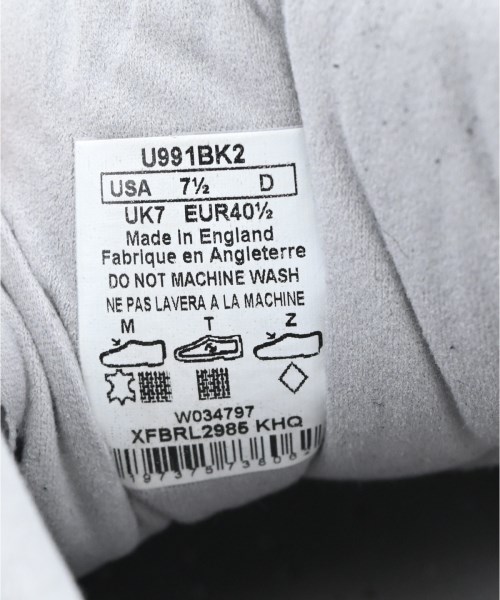 U991BK2
USA 7½ D
UK7 EUR40½
Made in England
Fabrique en Angleterre
DO NOT MACHINE WASH
NE PAS LAVERA A LA MACHINE
M T Z
W034797
XFBRL2985 KHQ